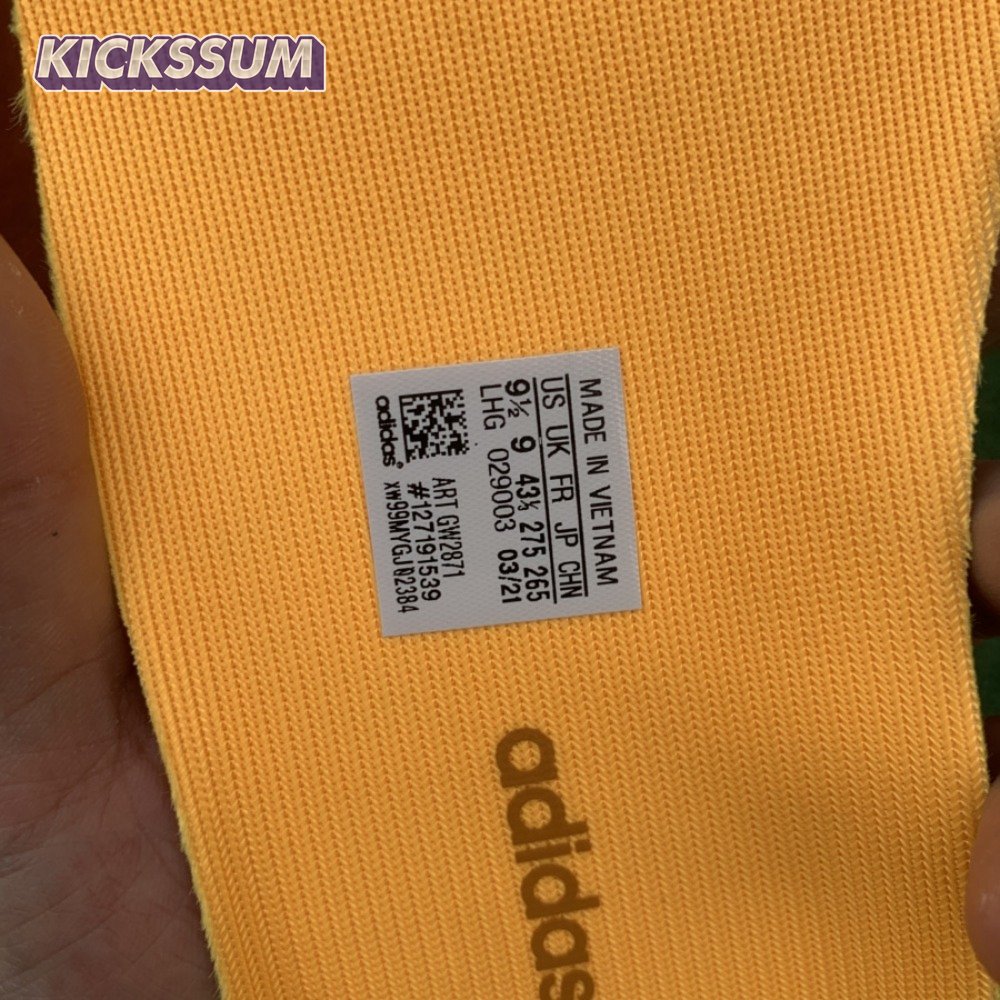 KICKSSUM
MADE IN VIETNAM
US UK FR JP CHN
9½ 9 43⅓ 275 265
LHG 029003 03/21
ART GW2871
#127191539
XW99MYGJ02384
adidas®
adidas